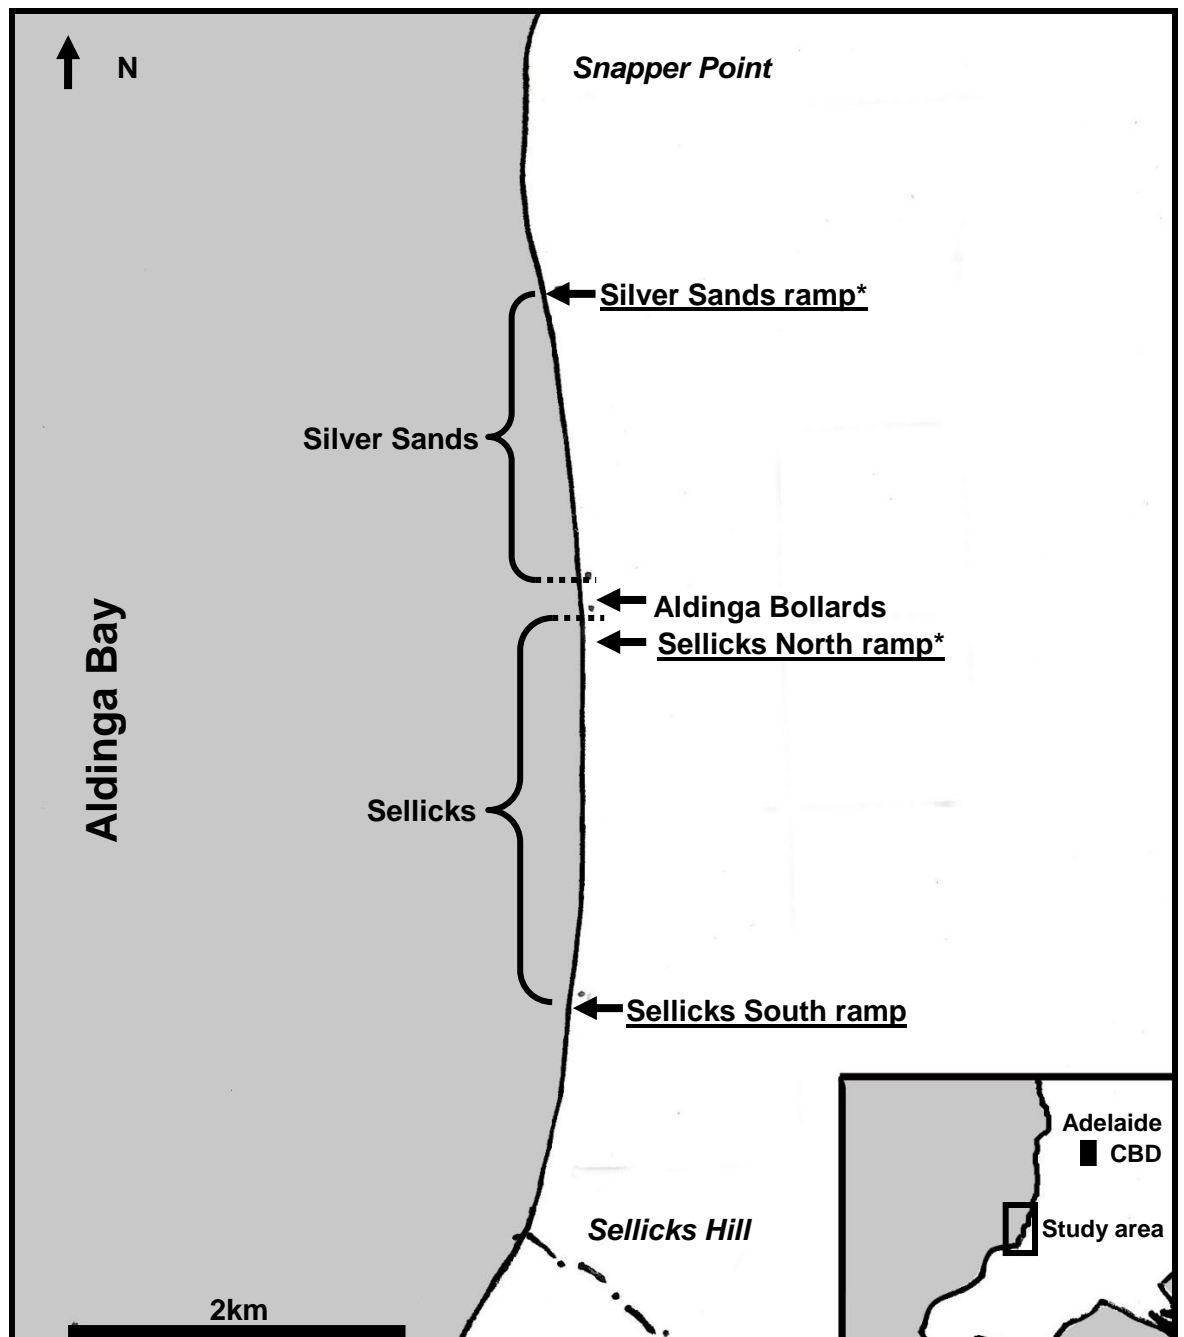 N
Snapper Point
Silver Sands ramp*
Silver Sands
Aldinga Bollards
Sellicks North ramp*
Aldinga Bay
Sellicks
Sellicks South ramp
Adelaide
CBD
Study area
Sellicks Hill
2km